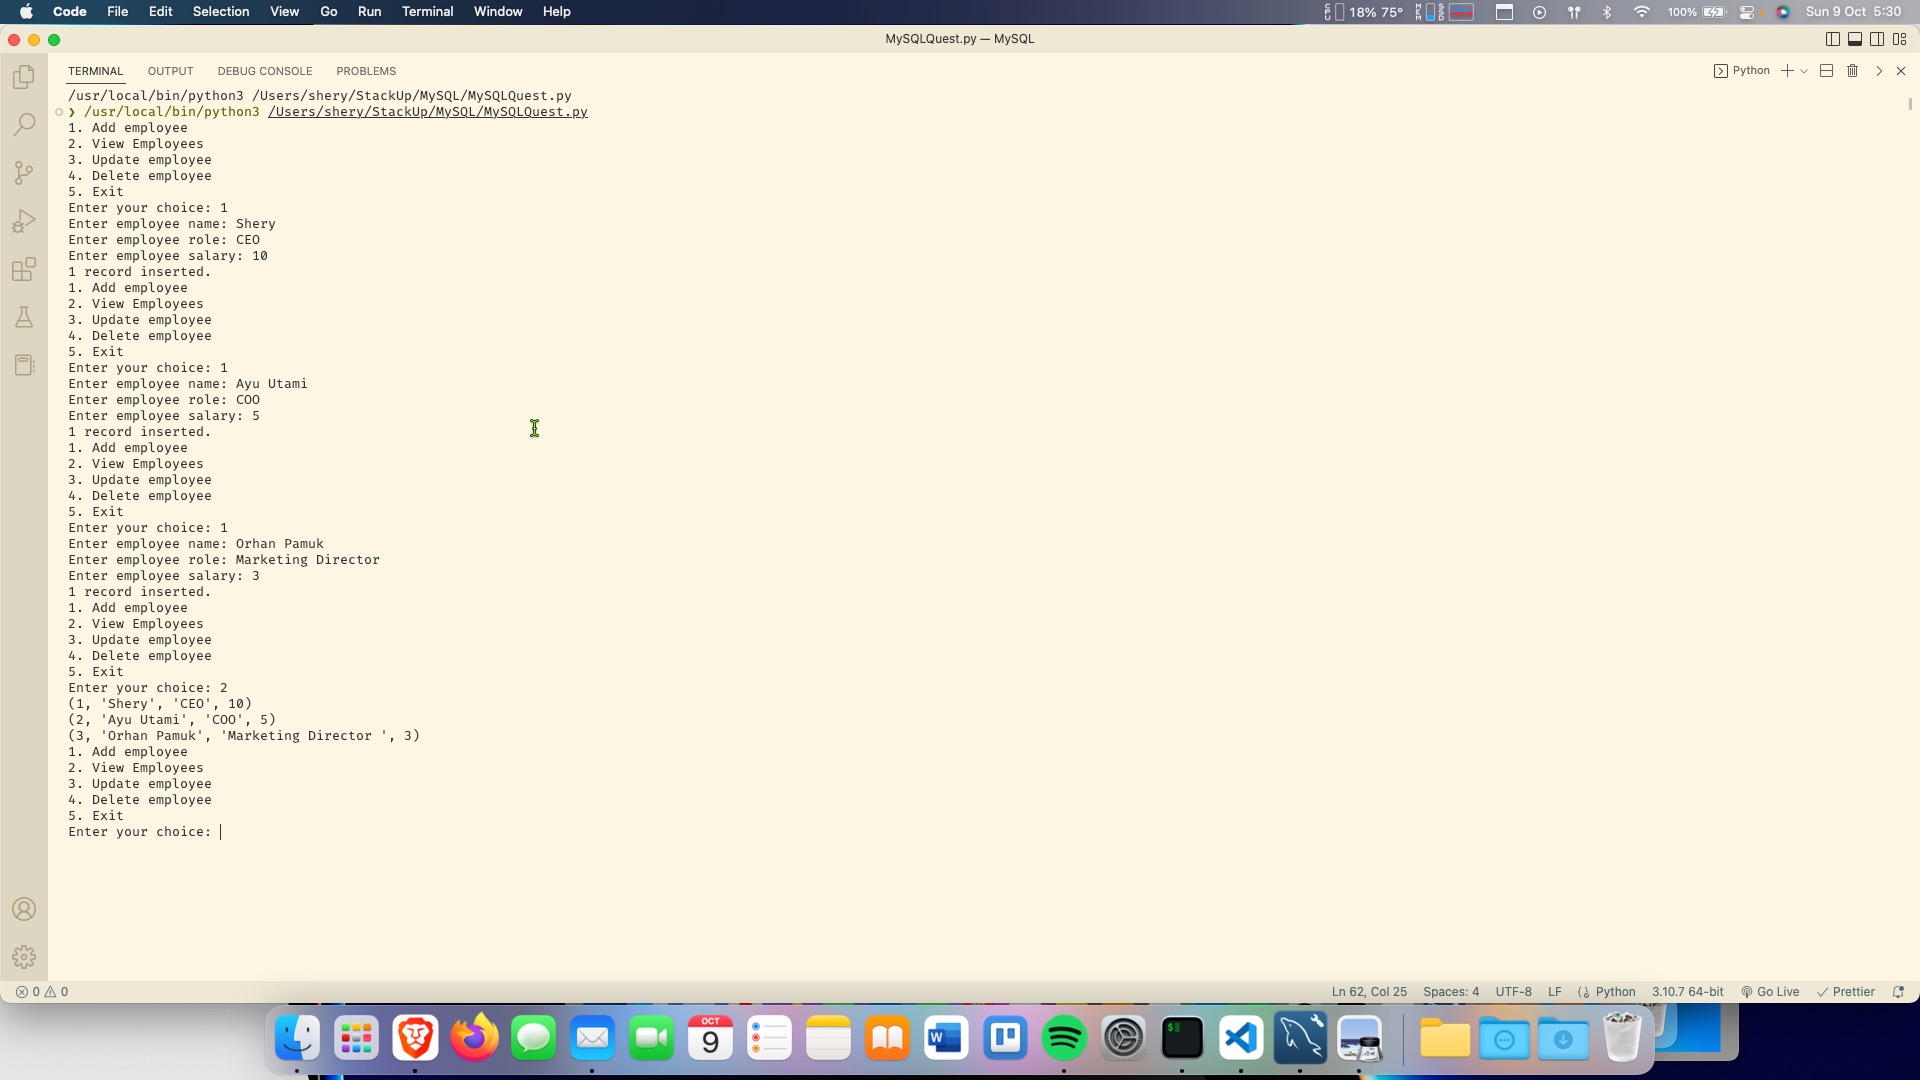 Code File Edit Selection View Go Run Terminal Window Help
CPU 18% 75° MEM SSD 100% Sun 9 Oct 5:30
MySQLQuest.py — MySQL
TERMINAL OUTPUT DEBUG CONSOLE PROBLEMS
Python
/usr/local/bin/python3 /Users/shery/StackUp/MySQL/MySQLQuest.py
❯ /usr/local/bin/python3 /Users/shery/StackUp/MySQL/MySQLQuest.py
1. Add employee
2. View Employees
3. Update employee
4. Delete employee
5. Exit
Enter your choice: 1
Enter employee name: Shery
Enter employee role: CEO
Enter employee salary: 10
1 record inserted.
1. Add employee
2. View Employees
3. Update employee
4. Delete employee
5. Exit
Enter your choice: 1
Enter employee name: Ayu Utami
Enter employee role: COO
Enter employee salary: 5
1 record inserted.
1. Add employee
2. View Employees
3. Update employee
4. Delete employee
5. Exit
Enter your choice: 1
Enter employee name: Orhan Pamuk
Enter employee role: Marketing Director
Enter employee salary: 3
1 record inserted.
1. Add employee
2. View Employees
3. Update employee
4. Delete employee
5. Exit
Enter your choice: 2
(1, 'Shery', 'CEO', 10)
(2, 'Ayu Utami', 'COO', 5)
(3, 'Orhan Pamuk', 'Marketing Director ', 3)
1. Add employee
2. View Employees
3. Update employee
4. Delete employee
5. Exit
Enter your choice:
0 0
Ln 62, Col 25 Spaces: 4 UTF-8 LF {} Python 3.10.7 64-bit Go Live Prettier
OCT
9
W
$